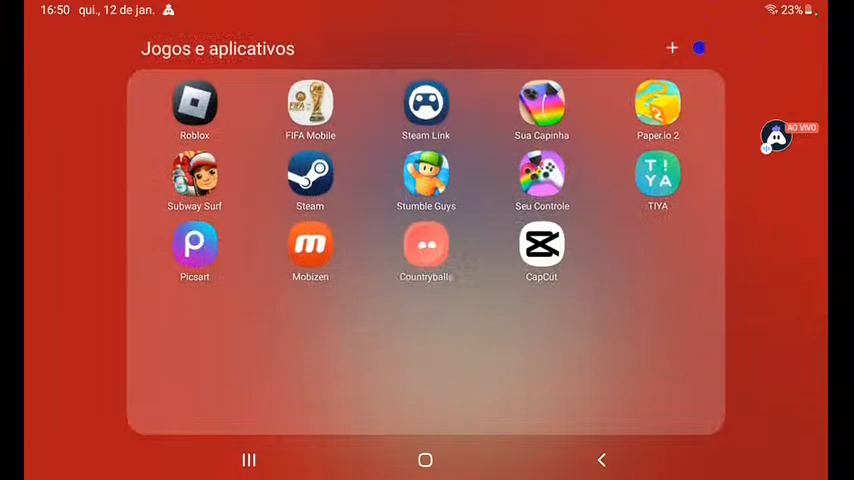 16:50 qui., 12 de jan. 23%
Jogos e aplicativos
AO VIVO
Roblox FIFA Mobile Steam Link Sua Capinha Paper.io 2
Subway Surf Steam Stumble Guys Seu Controle TIYA
T!
YA
Picsart Mobizen Countryballs CapCut